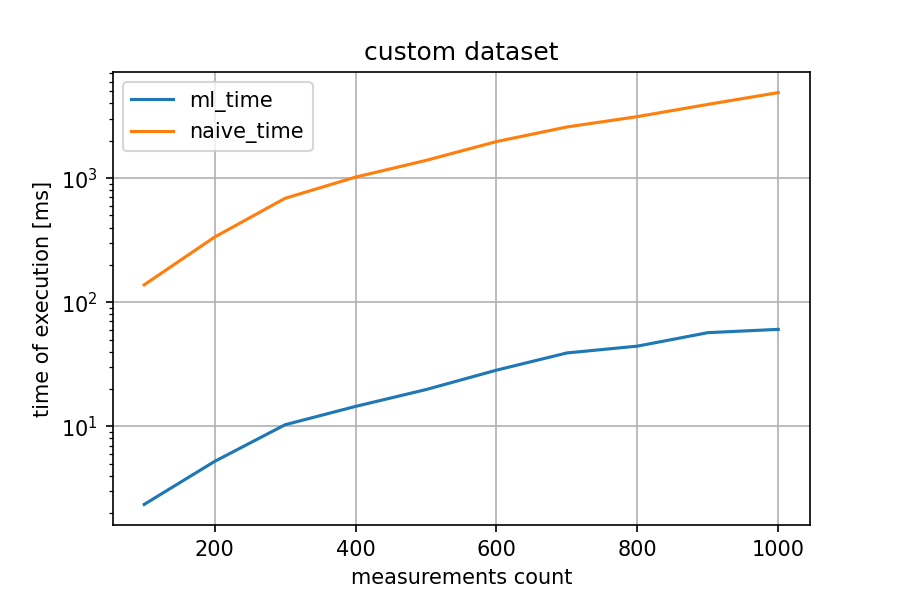 custom dataset
ml_time
naive_time
time of execution [ms]
10³
10²
10¹
200 400 600 800 1000
measurements count